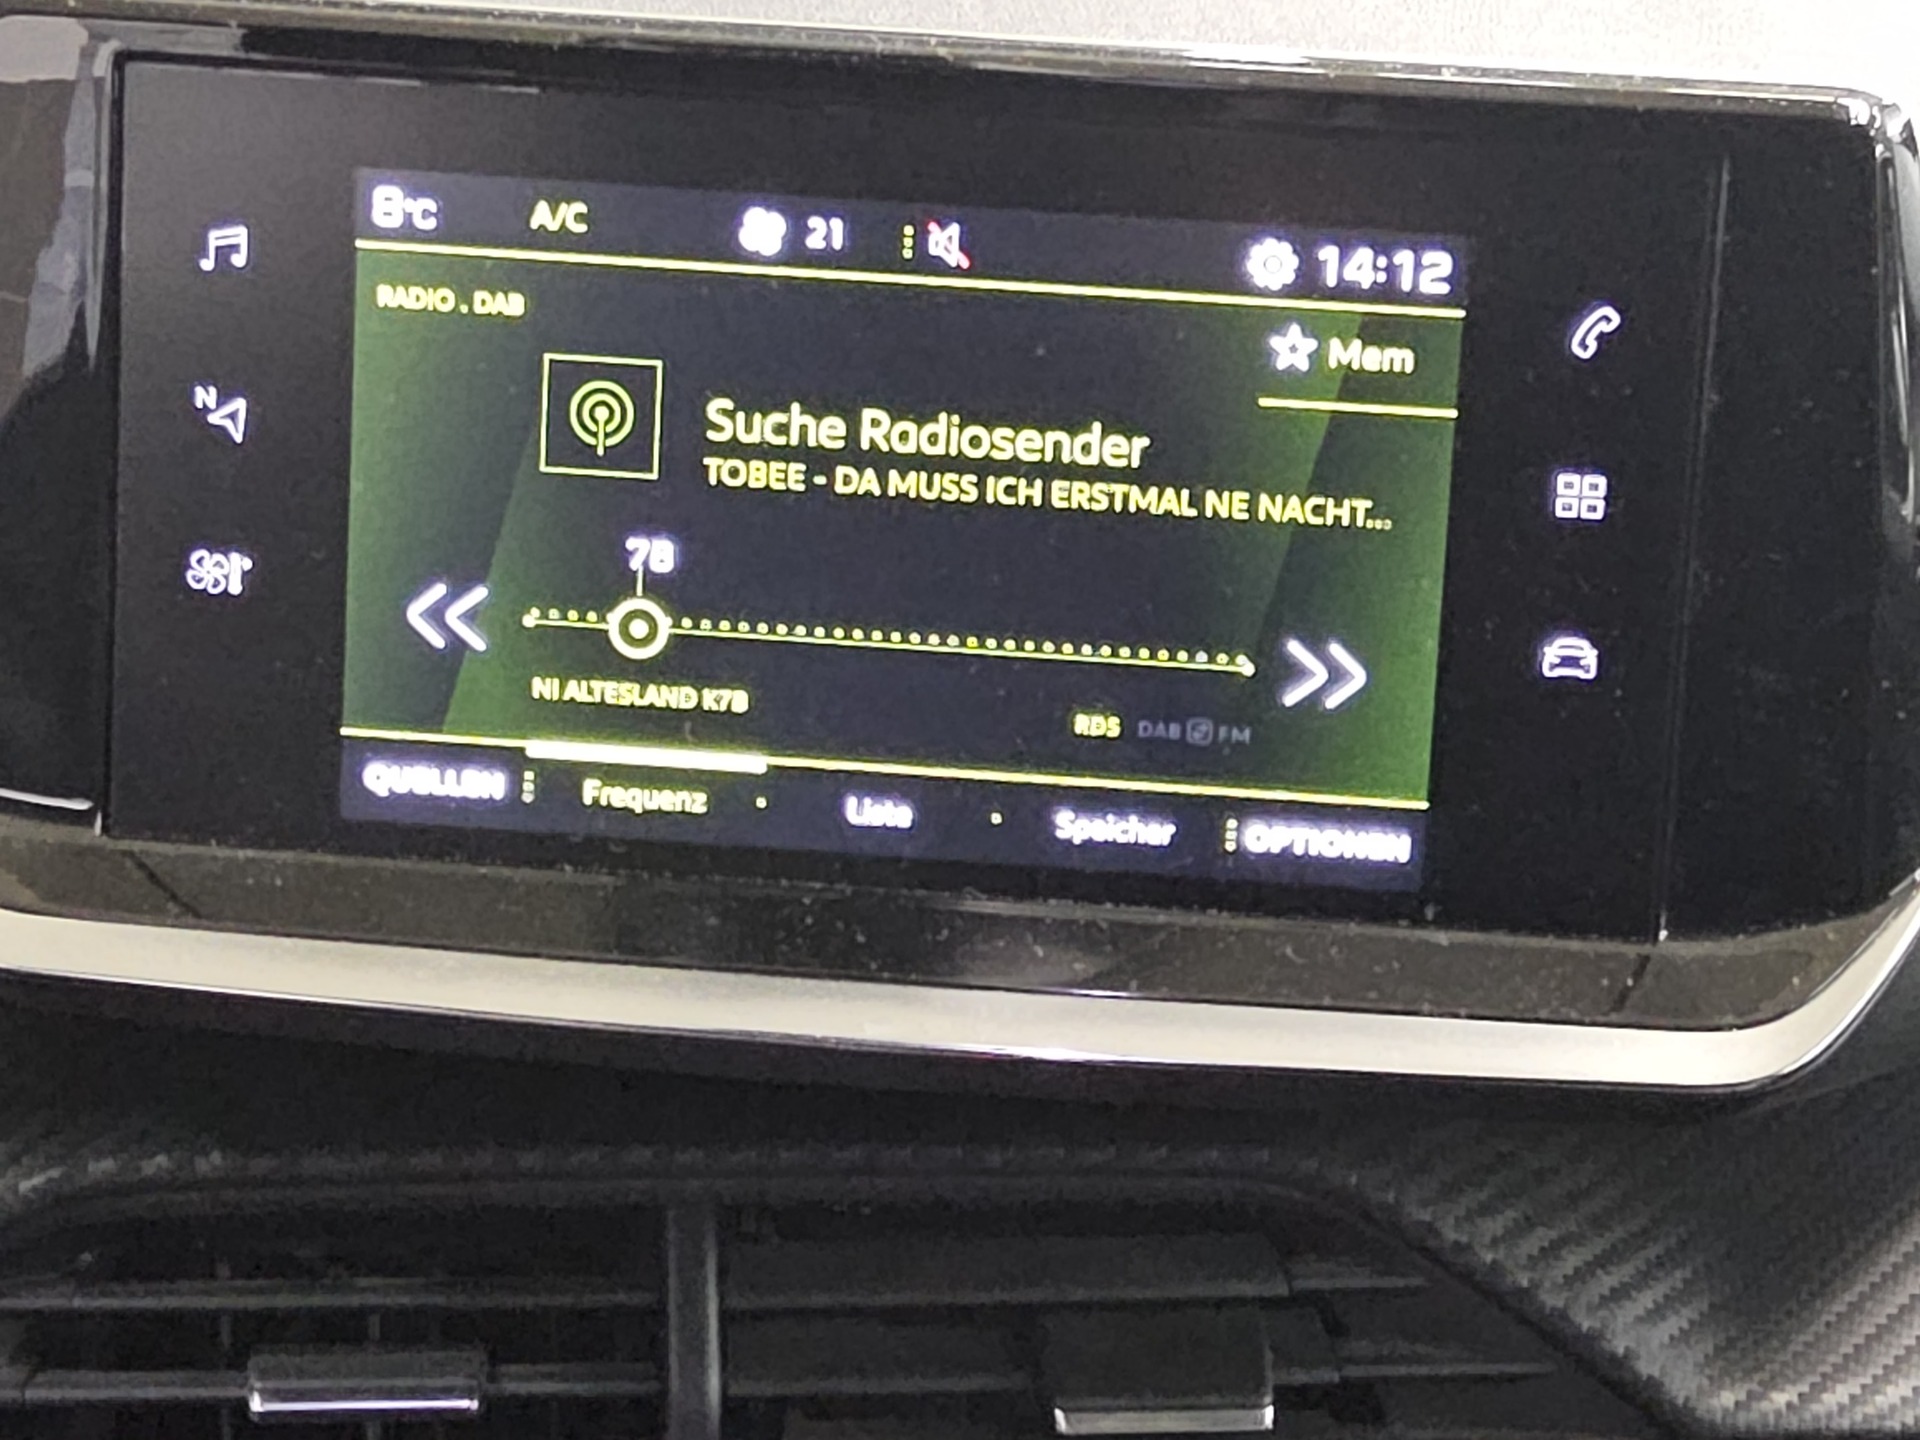 8°C A/C 21 14:12
RADIO . DAB
Mem
Suche Radiosender
TOBEE - DA MUSS ICH ERSTMAL NE NACHT...
7B
N
NI ALTESLAND K7B
RDS DAB FM
QUELLEN Frequenz Liste Speicher OPTIONEN